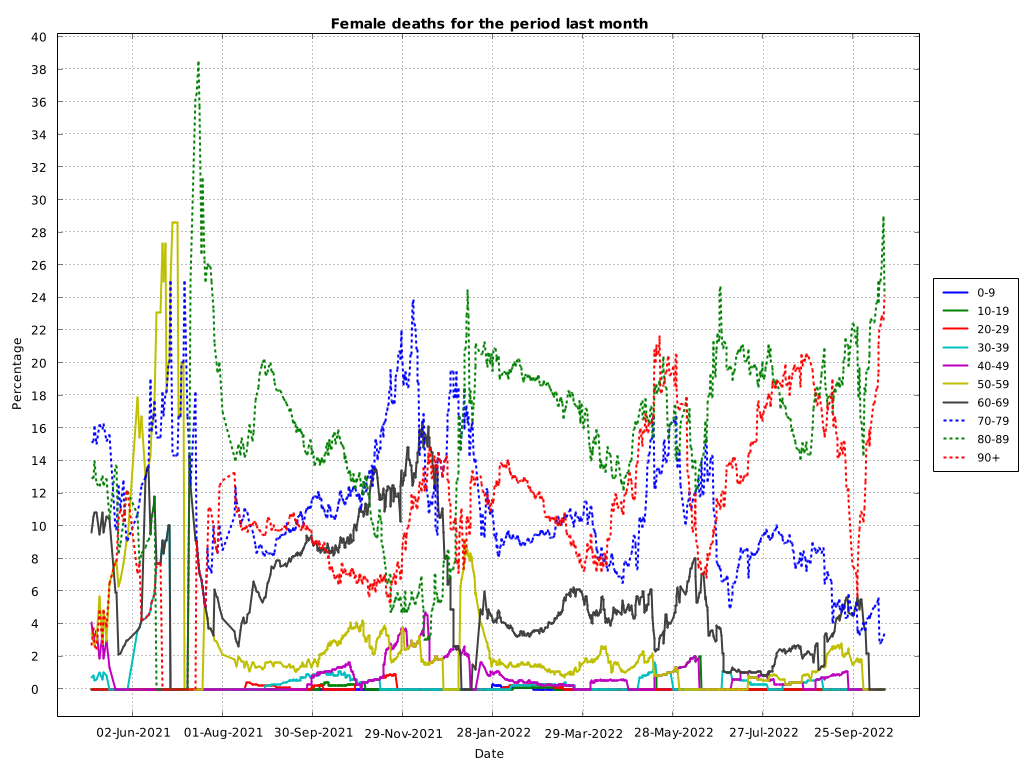 Female deaths for the period last month
Percentage
40
38
36
34
32
30
28
26
24
22
20
18
16
14
12
10
8
6
4
2
0
02-Jun-2021
01-Aug-2021
30-Sep-2021
29-Nov-2021
28-Jan-2022
29-Mar-2022
28-May-2022
27-Jul-2022
25-Sep-2022
Date
0-9
10-19
20-29
30-39
40-49
50-59
60-69
70-79
80-89
90+